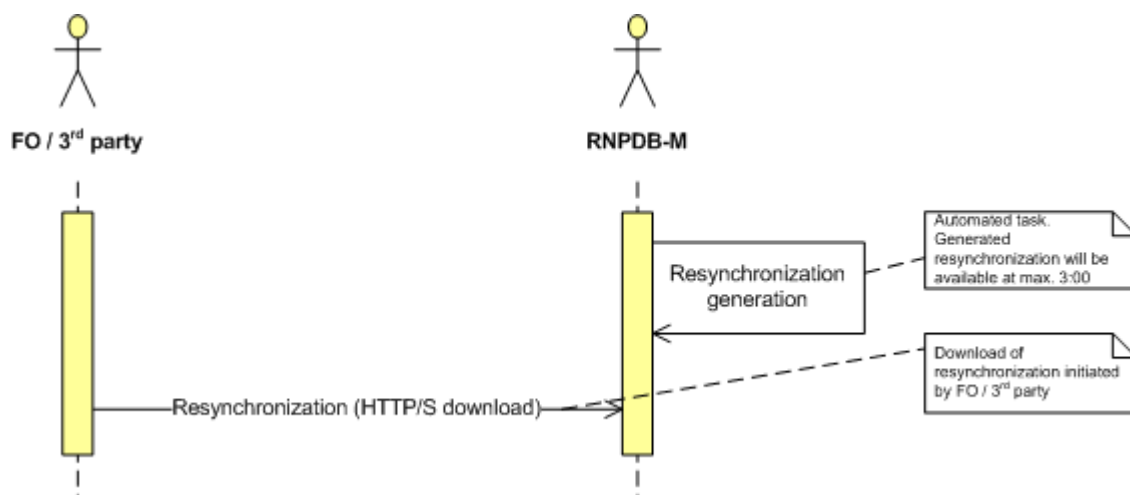 FO / 3rd party
RNPDB-M
Automated task.
Generated
resynchronization will be
available at max. 3:00
Resynchronization
generation
Download of
resynchronization initiated
by FO / 3rd party
Resynchronization (HTTP/S download)